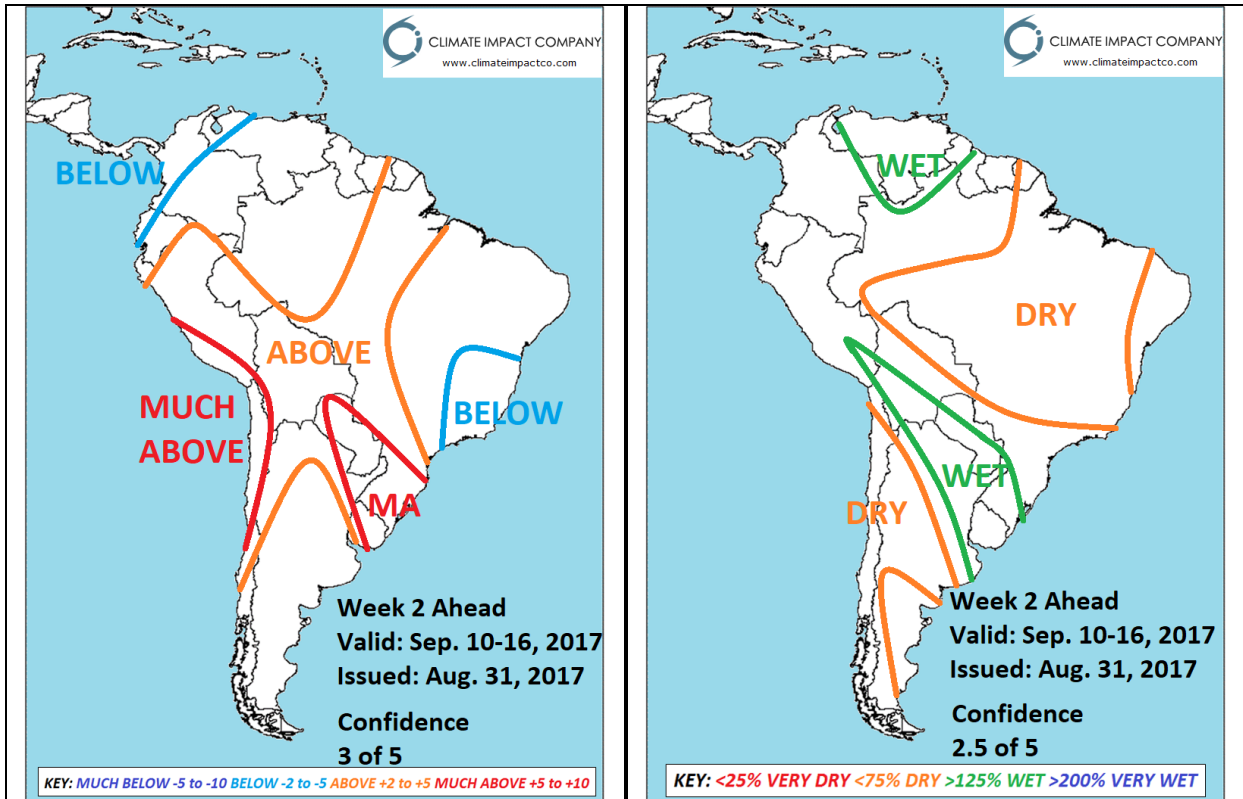 CLIMATE IMPACT COMPANY
www.climateimpactco.com
BELOW
ABOVE
MUCH
ABOVE
BELOW
MA
Week 2 Ahead
Valid: Sep. 10-16, 2017
Issued: Aug. 31, 2017
Confidence
3 of 5
KEY: MUCH BELOW -5 to -10 BELOW -2 to -5 ABOVE +2 to +5 MUCH ABOVE +5 to +10
CLIMATE IMPACT COMPANY
www.climateimpactco.com
WET
DRY
WET
DRY
Week 2 Ahead
Valid: Sep. 10-16, 2017
Issued: Aug. 31, 2017
Confidence
2.5 of 5
KEY: <25% VERY DRY <75% DRY >125% WET >200% VERY WET